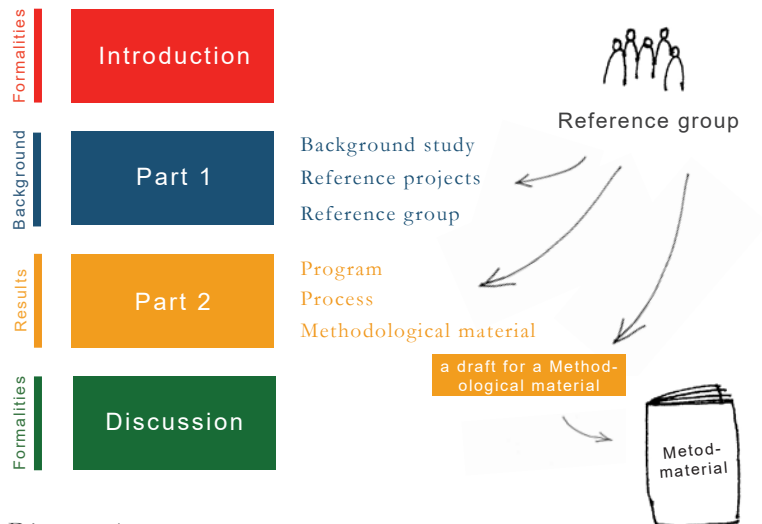 Formalities
Introduction
Reference group
Background
Part 1
Background study
Reference projects
Reference group
Results
Part 2
Program
Process
Methodological material
a draft for a Method-
ological material
Formalities
Discussion
Metod-
material